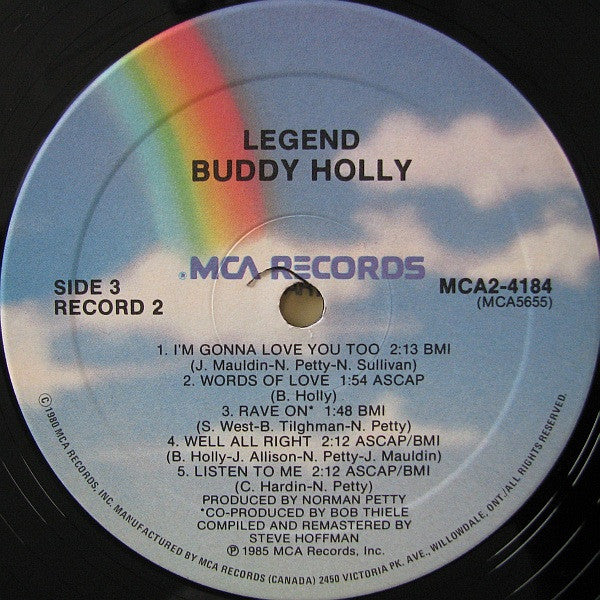 LEGEND
BUDDY HOLLY
®MCA RECORDS
SIDE 3
RECORD 2
MCA2-4184
(MCA5655)
1. I'M GONNA LOVE YOU TOO 2:13 BMI
(J. Mauldin-N. Petty-N. Sullivan)
2. WORDS OF LOVE 1:54 ASCAP
(B. Holly)
3. RAVE ON* 1:48 BMI
(S. West-B. Tilghman-N. Petty)
4. WELL ALL RIGHT 2:12 ASCAP/BMI
(B. Holly-J. Allison-N. Petty-J. Mauldin)
5. LISTEN TO ME 2:12 ASCAP/BMI
(C. Hardin-N. Petty)
PRODUCED BY NORMAN PETTY
*CO-PRODUCED BY BOB THIELE
COMPILED AND REMASTERED BY
STEVE HOFFMAN
℗ 1985 MCA Records, Inc.
©1980 MCA RECORDS, INC. MANUFACTURED BY MCA RECORDS (CANADA) 2450 VICTORIA PK. AVE., WILLOWDALE, ONT./ALL RIGHTS RESERVED.